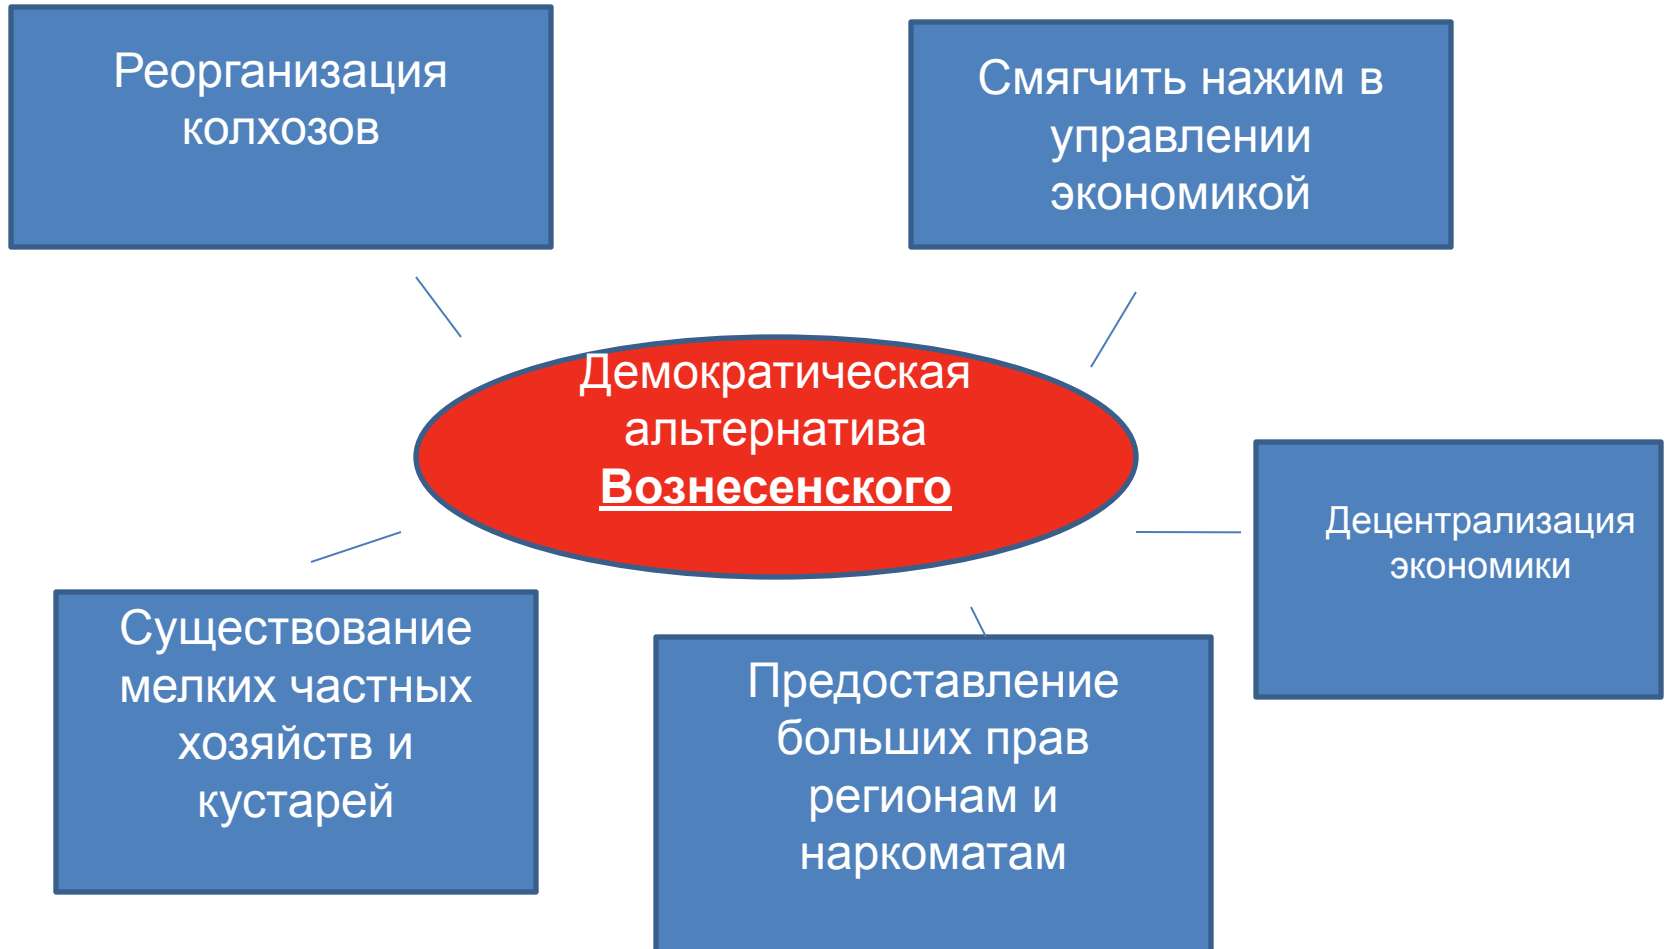 Реорганизация
колхозов
Смягчить нажим в
управлении
экономикой
Демократическая
альтернатива
Вознесенского
Децентрализация
экономики
Существование
мелких частных
хозяйств и
кустарей
Предоставление
больших прав
регионам и
наркоматам